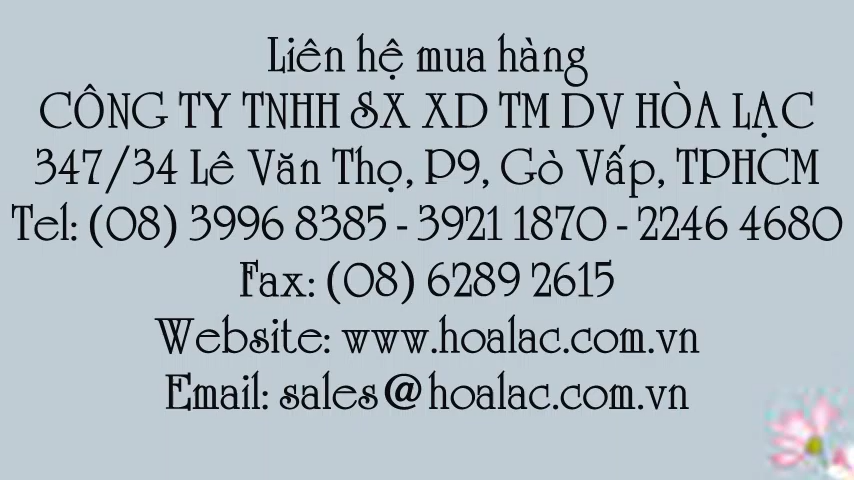 Liên hệ mua hàng
CÔNG TY TNHH SX XD TM DV HÒA LẠC
347/34 Lê Văn Thọ, P9, Gò Vấp, TPHCM
Tel: (08) 3996 8385 - 3921 1870 - 2246 4680
Fax: (08) 6289 2615
Website: www.hoalac.com.vn
Email: sales@hoalac.com.vn